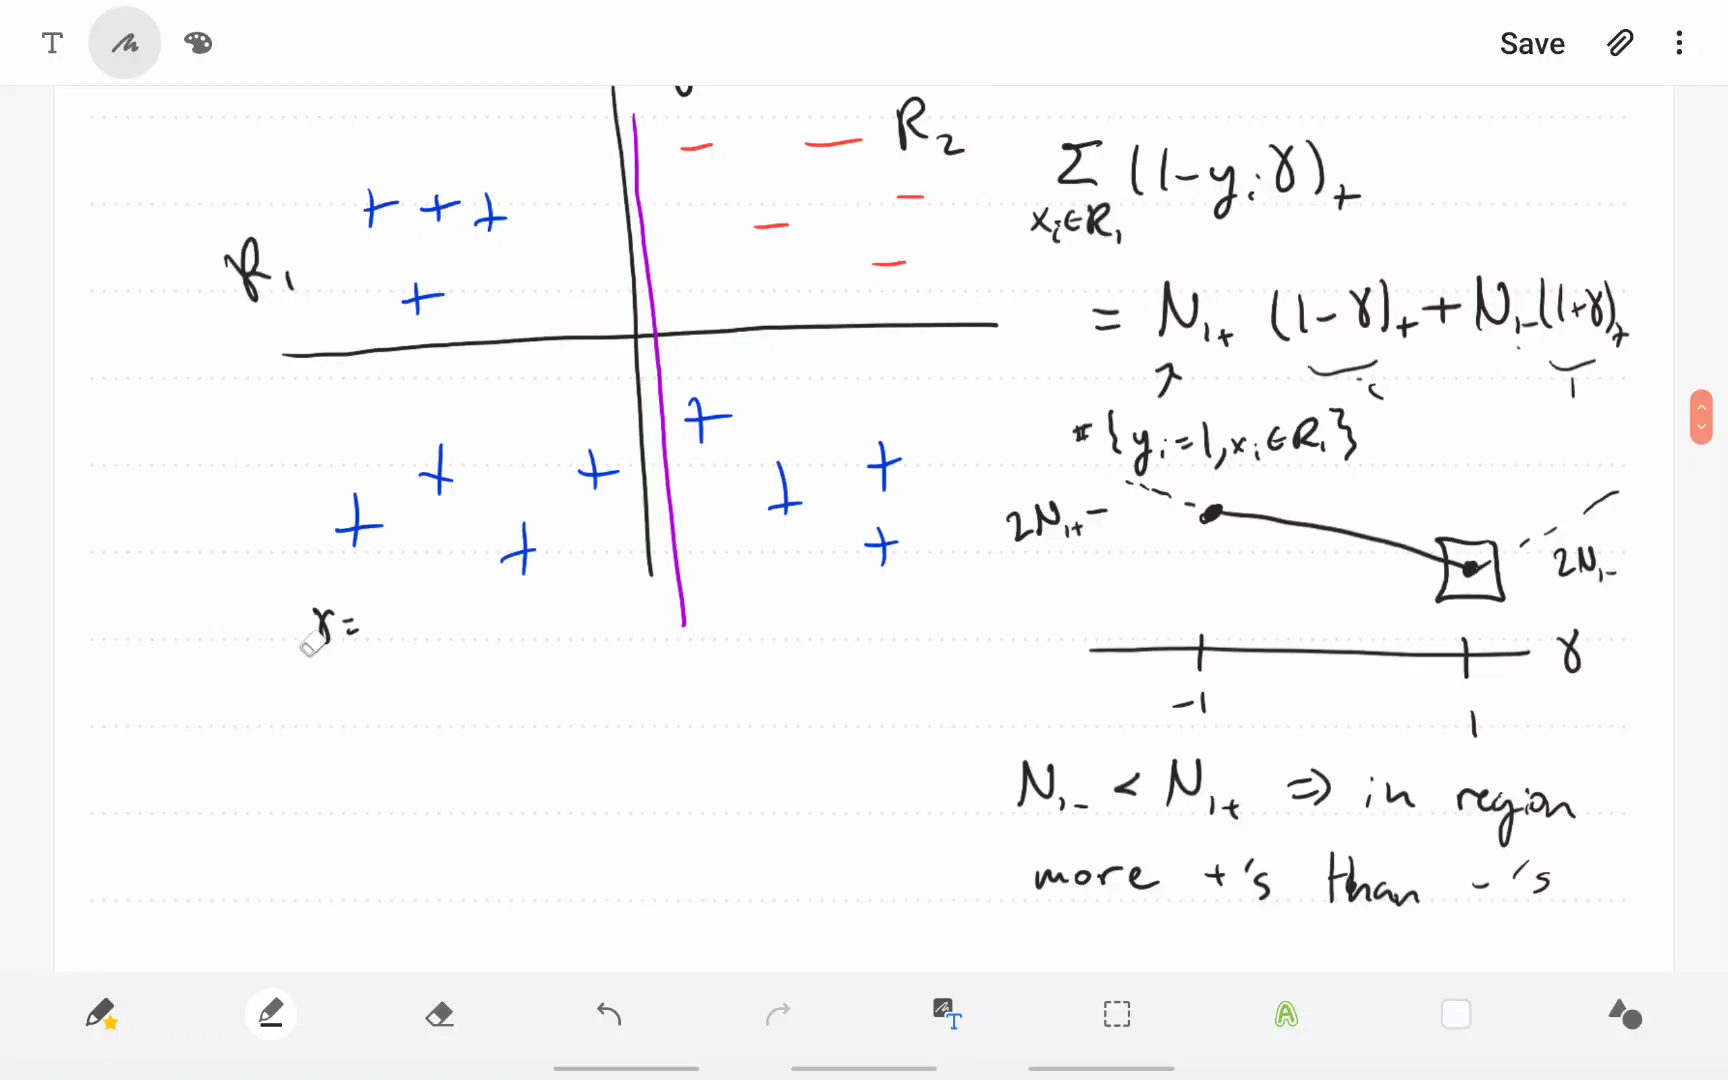 T
Save
R₂
R₁
Σ (1-yᵢγ)₊
xᵢ∈R₁
= N₁₊ (1-γ)₊ + N₁₋(1+γ)₊
#{yᵢ=1, xᵢ∈R₁}
2N₁₊
2N₁₋
γ=
γ
-1
1
N₁₋ < N₁₊ ⇒ in region
more +'s than -'s